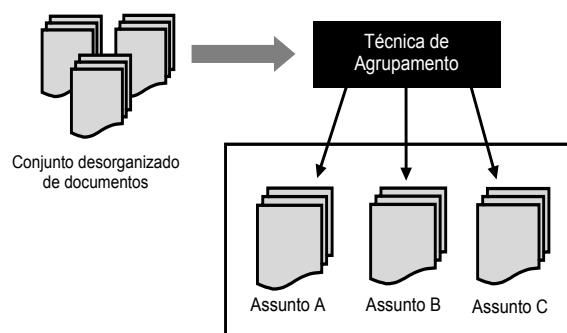 Técnica de
Agrupamento
Conjunto desorganizado
de documentos
Assunto A
Assunto B
Assunto C